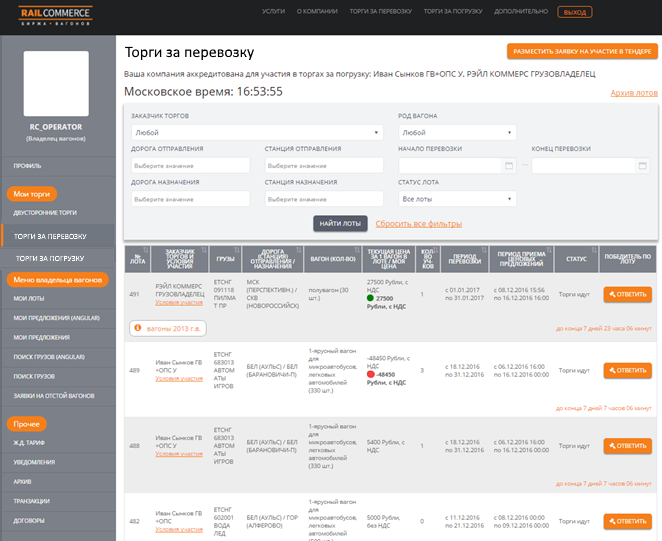 RAIL COMMERCE
БИРЖА • ВАГОНОВ
УСЛУГИ О КОМПАНИИ ТОРГИ ЗА ПЕРЕВОЗКУ ТОРГИ ЗА ПОГРУЗКУ ДОПОЛНИТЕЛЬНО ВЫХОД
RC_OPERATOR
(Владелец вагонов)
ПРОФИЛЬ
Мои торги
ДВУСТОРОННИЕ ТОРГИ
ТОРГИ ЗА ПЕРЕВОЗКУ
ТОРГИ ЗА ПОГРУЗКУ
Меню владельца вагонов
МОИ ЛОТЫ
МОИ ПРЕДЛОЖЕНИЯ (ANGULAR)
МОИ ПРЕДЛОЖЕНИЯ
ПОИСК ГРУЗОВ (ANGULAR)
ПОИСК ГРУЗОВ
ЗАЯВКИ НА ОТСТОЙ ВАГОНОВ
Прочее
Ж.Д. ТАРИФ
УВЕДОМЛЕНИЯ
АРХИВ
ТРАНЗАКЦИИ
ДОГОВОРЫ
Торги за перевозку
РАЗМЕСТИТЬ ЗАЯВКУ НА УЧАСТИЕ В ТЕНДЕРЕ
Ваша компания аккредитована для участия в торгах за погрузку: Иван Сынков ГВ+ОПС У, РЭЙЛ КОММЕРС ГРУЗОВЛАДЕЛЕЦ
Московское время: 16:53:55
Архив лотов
ЗАКАЗЧИК ТОРГОВ РОД ВАГОНА
Любой Любой
ДОРОГА ОТПРАВЛЕНИЯ СТАНЦИЯ ОТПРАВЛЕНИЯ НАЧАЛО ПЕРЕВОЗКИ КОНЕЦ ПЕРЕВОЗКИ
Выберите значение Выберите значение
ДОРОГА НАЗНАЧЕНИЯ СТАНЦИЯ НАЗНАЧЕНИЯ СТАТУС ЛОТА
Выберите значение Выберите значение Все лоты
НАЙТИ ЛОТЫ Сбросить все фильтры
№ ЛОТА
ЗАКАЗЧИК ТОРГОВ И УСЛОВИЯ УЧАСТИЯ
ГРУЗЫ
ДОРОГА (СТАНЦИЯ) ОТПРАВЛЕНИЯ / НАЗНАЧЕНИЯ
ВАГОН (КОЛ-ВО)
ТЕКУЩАЯ ЦЕНА ЗА 1 ВАГОН В ЛОТЕ / МОЯ ЦЕНА
КОЛ-ВО УЧ-КОВ
ПЕРИОД ПЕРЕВОЗКИ
ПЕРИОД ПРИЕМА ЦЕНОВЫХ ПРЕДЛОЖЕНИЙ
СТАТУС
ПОБЕДИТЕЛЬ ПО ЛОТУ
491
РЭЙЛ КОММЕРС
ГРУЗОВЛАДЕЛЕЦ
Условия участия
ЕТСНГ
091118
ПИЛМА
Т ПР
МСК
(ПЕРСПЕКТИВН.) /
СКВ
(НОВОРОССИЙСК)
полувагон (30
шт.)
27500 Рубли, с
НДС
27500
Рубли, с НДС
1
с 01.01.2017
по 31.01.2017
с 08.12.2016 15:56
по 16.12.2016 16:00
Торги идут
ОТВЕТИТЬ
вагоны 2013 г.в.
до конца 7 дней 23 часа 06 минут
489
Иван Сынков ГВ
+ОПС У
Условия участия
ЕТСНГ
683013
АВТОМ
АТЫ
ИГРОВ
БЕЛ (АУЛЬС) / БЕЛ
(БАРАНОВИЧИ-П)
1-ярусный вагон
для
микроавтобусов,
легковых
автомобилей
(330 шт.)
-48450 Рубли, с
НДС
-48450
Рубли, с НДС
3
с 18.12.2016
по 31.12.2016
с 06.12.2016 16:00
по 16.12.2016 00:00
Торги идут
ОТВЕТИТЬ
до конца 7 дней 7 часов 06 минут
488
Иван Сынков ГВ
+ОПС У
Условия участия
ЕТСНГ
683013
АВТОМ
АТЫ
ИГРОВ
БЕЛ (АУЛЬС) / БЕЛ
(БАРАНОВИЧИ-П)
1-ярусный вагон
для
микроавтобусов,
легковых
автомобилей
(330 шт.)
5400 Рубли, с
НДС
1
с 18.12.2016
по 31.12.2016
с 06.12.2016 16:00
по 16.12.2016 00:00
Торги идут
ОТВЕТИТЬ
до конца 7 дней 7 часов 06 минут
482
Иван Сынков ГВ
+ОПС
Условия участия
ЕТСНГ
602001
ВОДА
ЛЕД
БЕЛ (АУЛЬС) / ГОР
(АЛФЕРОВО)
1-ярусный вагон
для
микроавтобусов,
легковых
5000 Рубли,
без НДС
0
с 11.12.2016
по 21.12.2016
с 08.12.2016 00:00
по 09.12.2016 00:00
Торги идут
ОТВЕТИТЬ